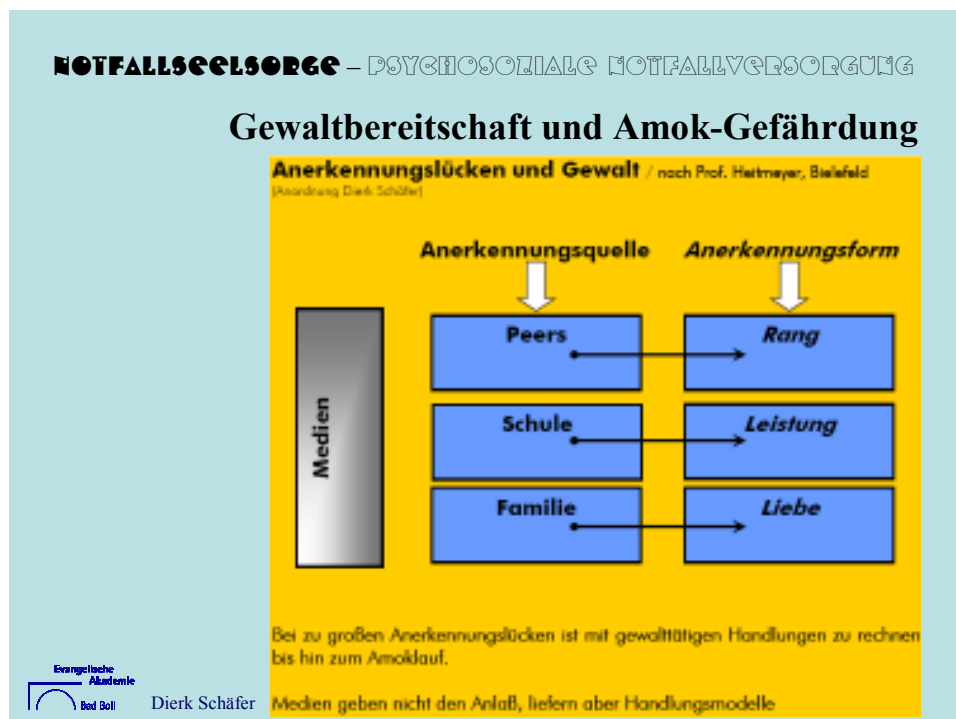 NOTFALLSEELSORGE – PSYCHOSOZIALE NOTFALLVERSORGUNG
Gewaltbereitschaft und Amok-Gefährdung
Anerkennungslücken und Gewalt / nach Prof. Heitmeyer, Bielefeld
(Anordnung Dierk Schäfer)
Anerkennungsquelle Anerkennungsform
Medien
Peers Rang
Schule Leistung
Familie Liebe
Bei zu großen Anerkennungslücken ist mit gewalttätigen Handlungen zu rechnen
bis hin zum Amoklauf.
Medien geben nicht den Anlaß, liefern aber Handlungsmodelle
Evangelische
Akademie
Bad Boll
Dierk Schäfer